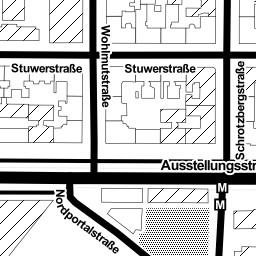 Wohlmutstraße
Stuwerstraße
Stuwerstraße
Schrotzbergstraße
Ausstellungsstr
M
M
Nordportalstraße